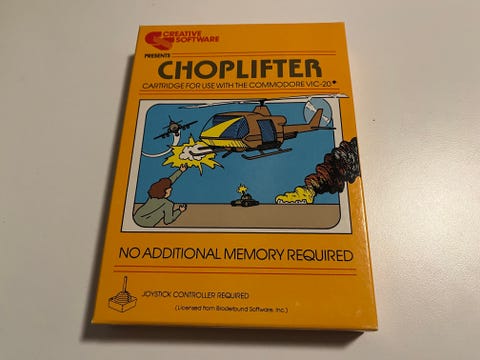 CREATIVE
SOFTWARE
PRESENTS
CHOPLIFTER
CARTRIDGE FOR USE WITH THE COMMODORE VIC-20*
NO ADDITIONAL MEMORY REQUIRED
JOYSTICK CONTROLLER REQUIRED
(Licensed from Broderbund Software, Inc.)